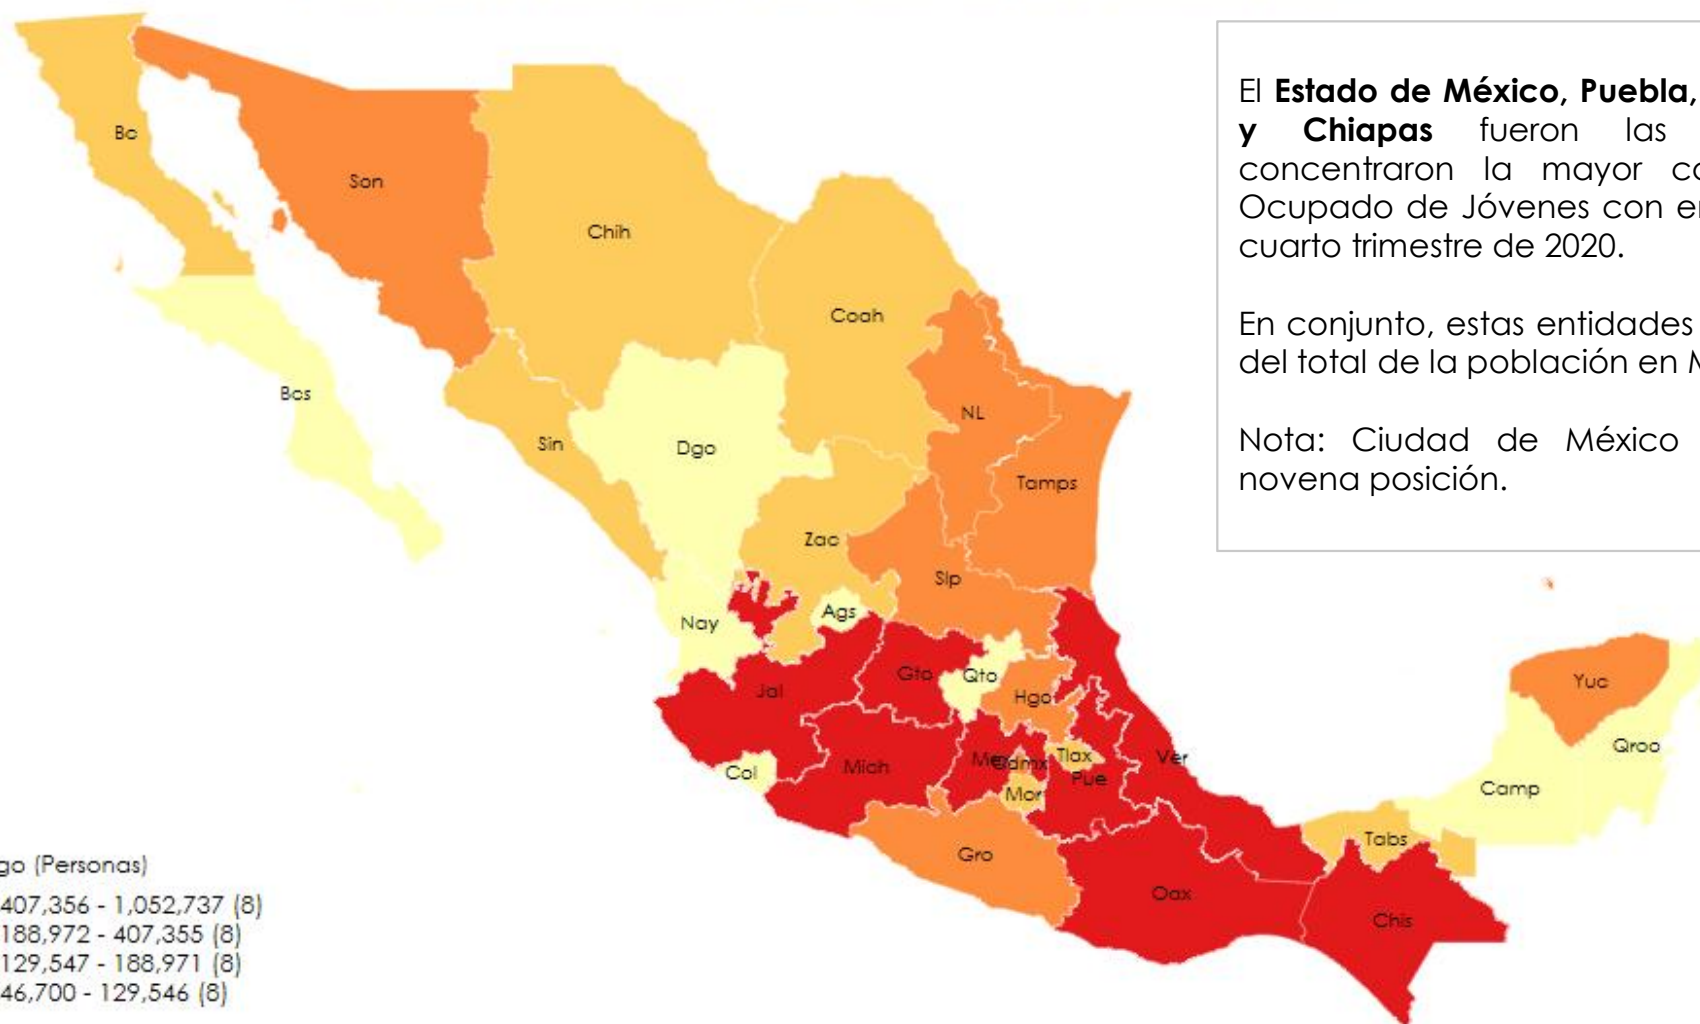 Bc
Son
Chih
Coah
Bcs
Sin
Dgo
NL
Tamps
Zac
Slp
Nay
Ags
Jal
Gto
Qto
Hgo
Col
Mich
Cdmx
Tlax
Mor
Pue
Ver
Gro
Oax
Tabs
Chis
Camp
Yuc
Qroo
El Estado de México, Puebla,
y Chiapas fueron las
concentraron la mayor
Ocupado de Jóvenes con
cuarto trimestre de 2020.
En conjunto, estas entidades
del total de la población en
Nota: Ciudad de México
novena posición.
go (Personas)
407,356 - 1,052,737 (8)
188,972 - 407,355 (8)
129,547 - 188,971 (8)
46,700 - 129,546 (8)